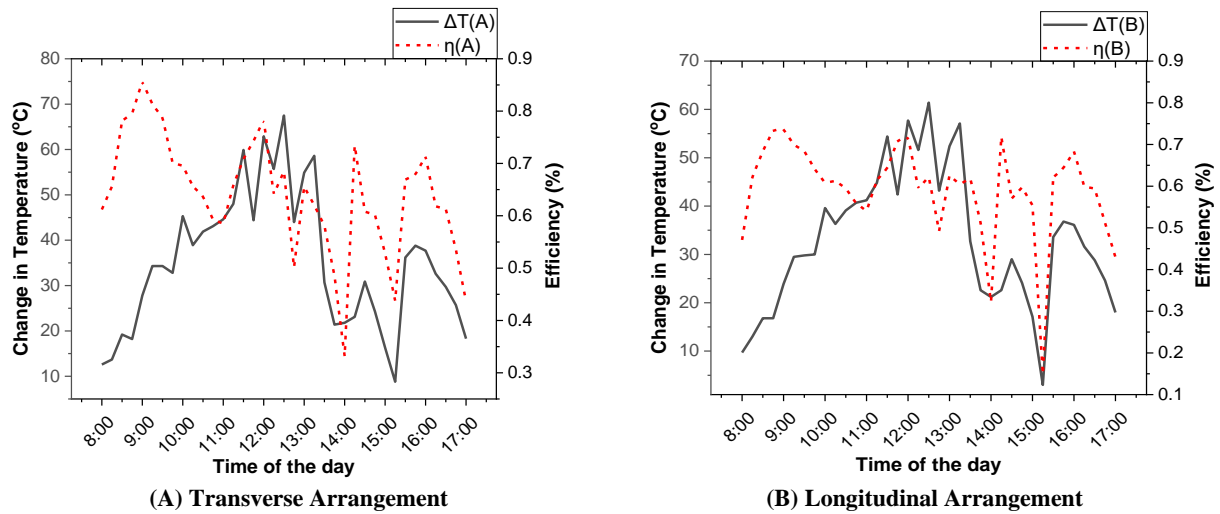 ΔT(A)
η(A)
80
70
60
50
40
30
20
10
Change in Temperature (°C)
0.9
0.8
0.7
0.6
0.5
0.4
0.3
Efficiency (%)
8:00 9:00 10:00 11:00 12:00 13:00 14:00 15:00 16:00 17:00
Time of the day
(A) Transverse Arrangement
ΔT(B)
η(B)
70
60
50
40
30
20
10
Change in Temperature (°C)
0.9
0.8
0.7
0.6
0.5
0.4
0.3
0.2
0.1
Efficiency (%)
8:00 9:00 10:00 11:00 12:00 13:00 14:00 15:00 16:00 17:00
Time of the day
(B) Longitudinal Arrangement